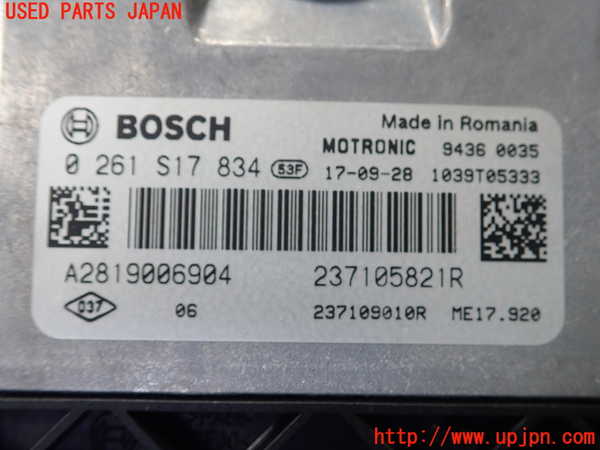 USED PARTS JAPAN
BOSCH
Made in Romania
MOTRONIC 9436 0035
0 261 S17 834 53F 17-09-28 1039T05333
A2819006904 237105821R
037 06 237109010R ME17.920
http://www.upjpn.com/